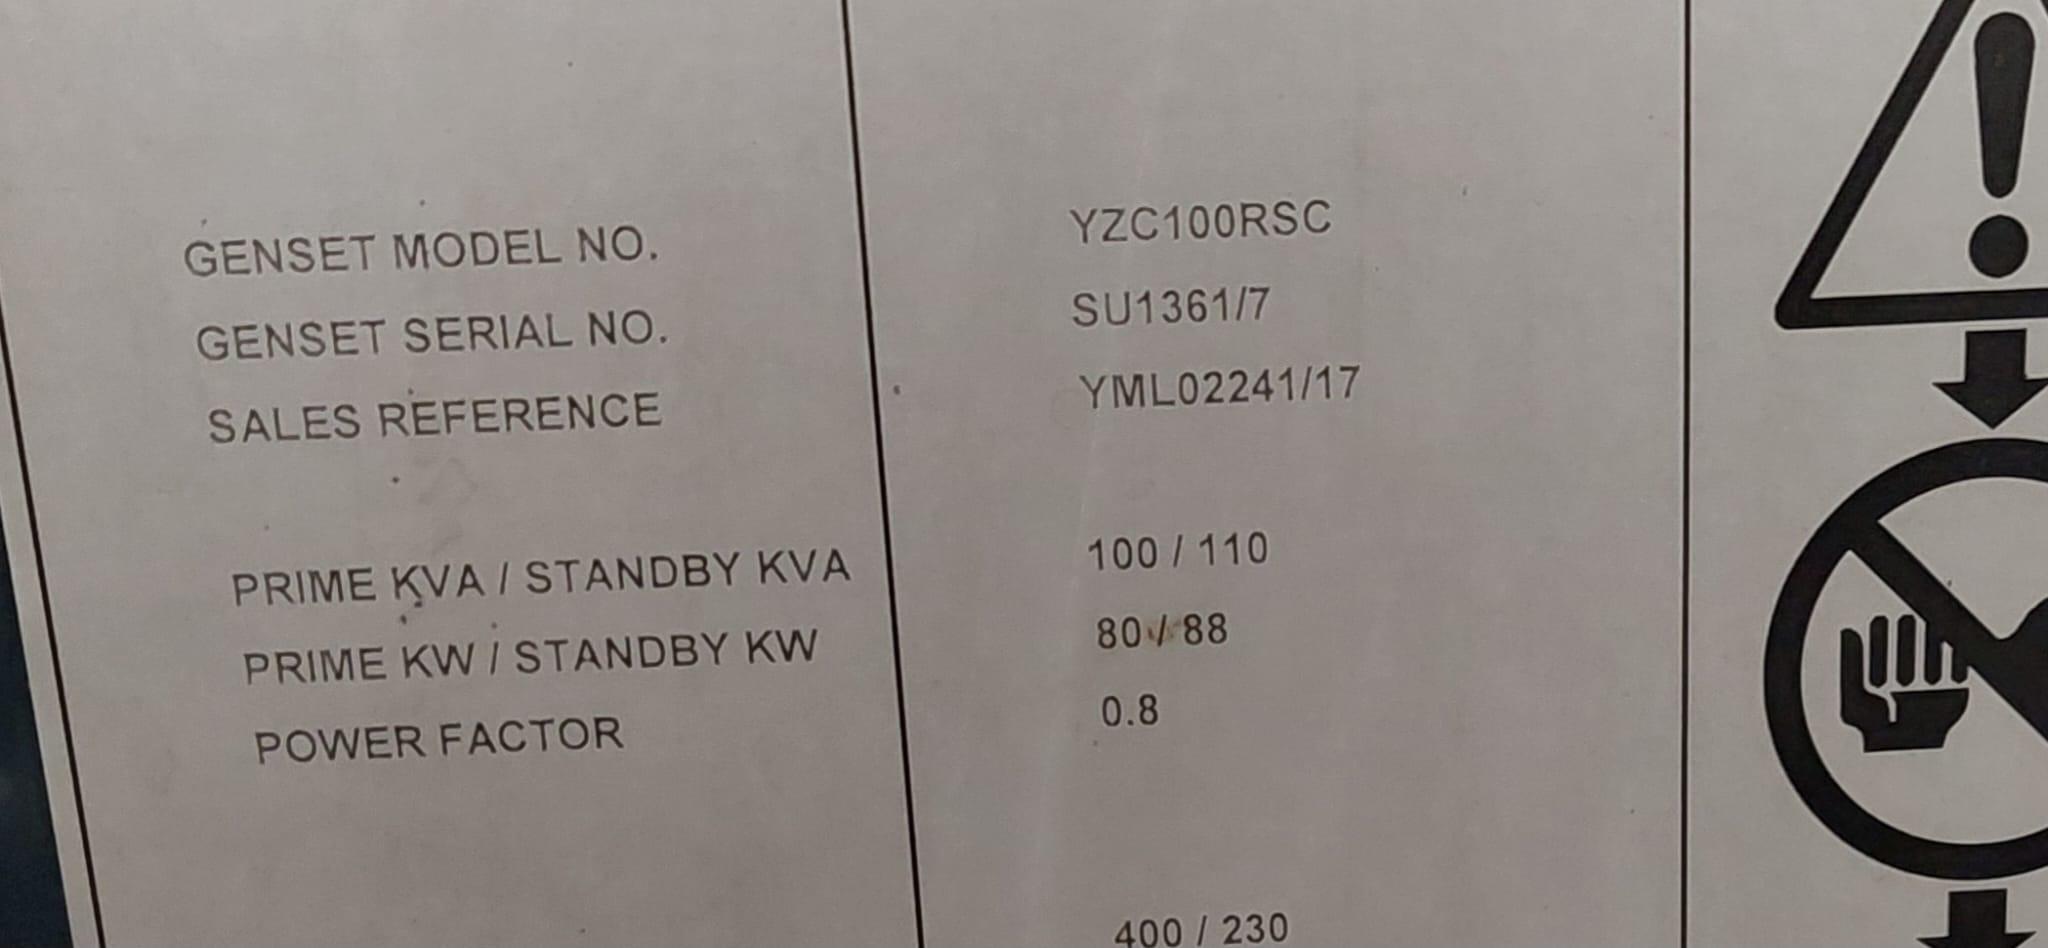 GENSET MODEL NO. YZC100RSC
GENSET SERIAL NO. SU1361/7
SALES REFERENCE YML02241/17
PRIME KVA / STANDBY KVA 100 / 110
PRIME KW / STANDBY KW 80 / 88
POWER FACTOR 0.8
400 / 230